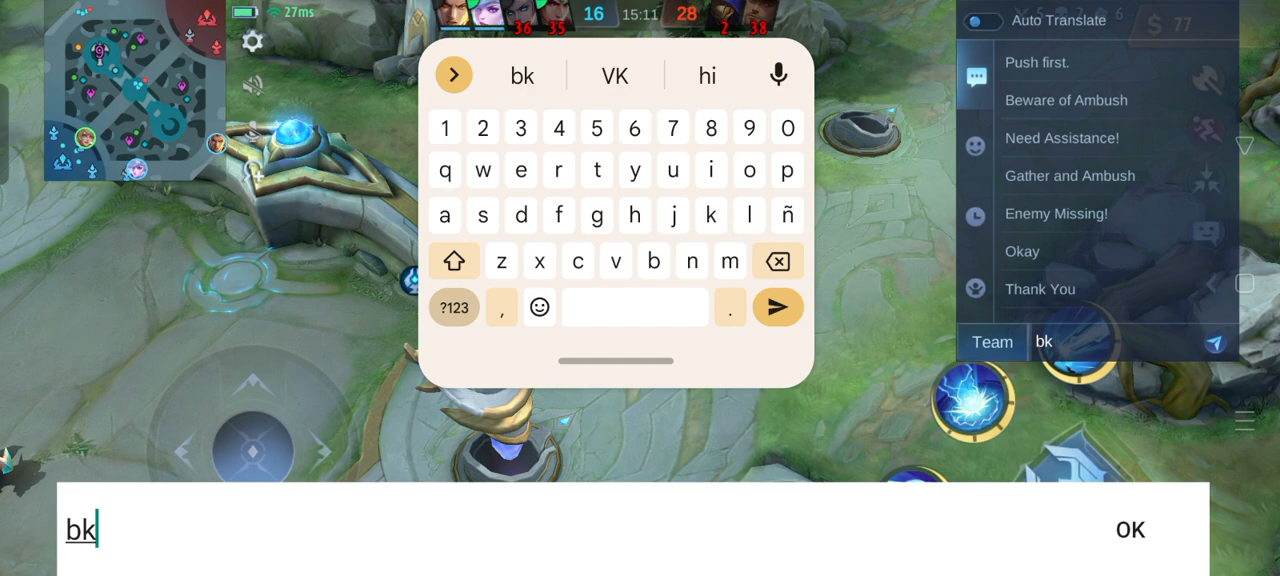 27ms
36 35 16 15:11 28 2 38
Auto Translate
$ 77
Push first.
Beware of Ambush
Need Assistance!
Gather and Ambush
Enemy Missing!
Okay
Thank You
Team bk
bk VK hi
1 2 3 4 5 6 7 8 9 0
q w e r t y u i o p
a s d f g h j k l ñ
z x c v b n m
?123 , .
bk OK